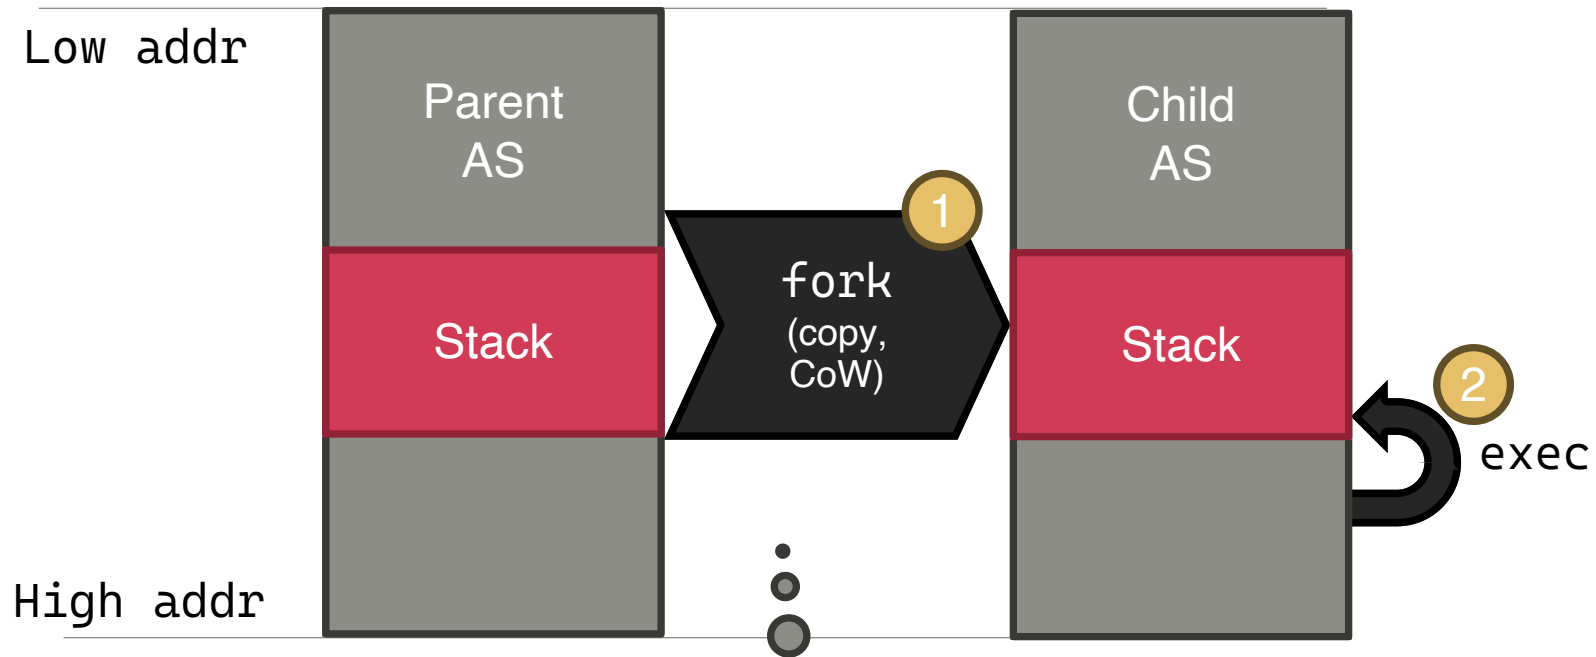 Low addr
Parent
AS
Child
AS
1
fork
(copy,
CoW)
Stack
Stack
2
exec
High addr